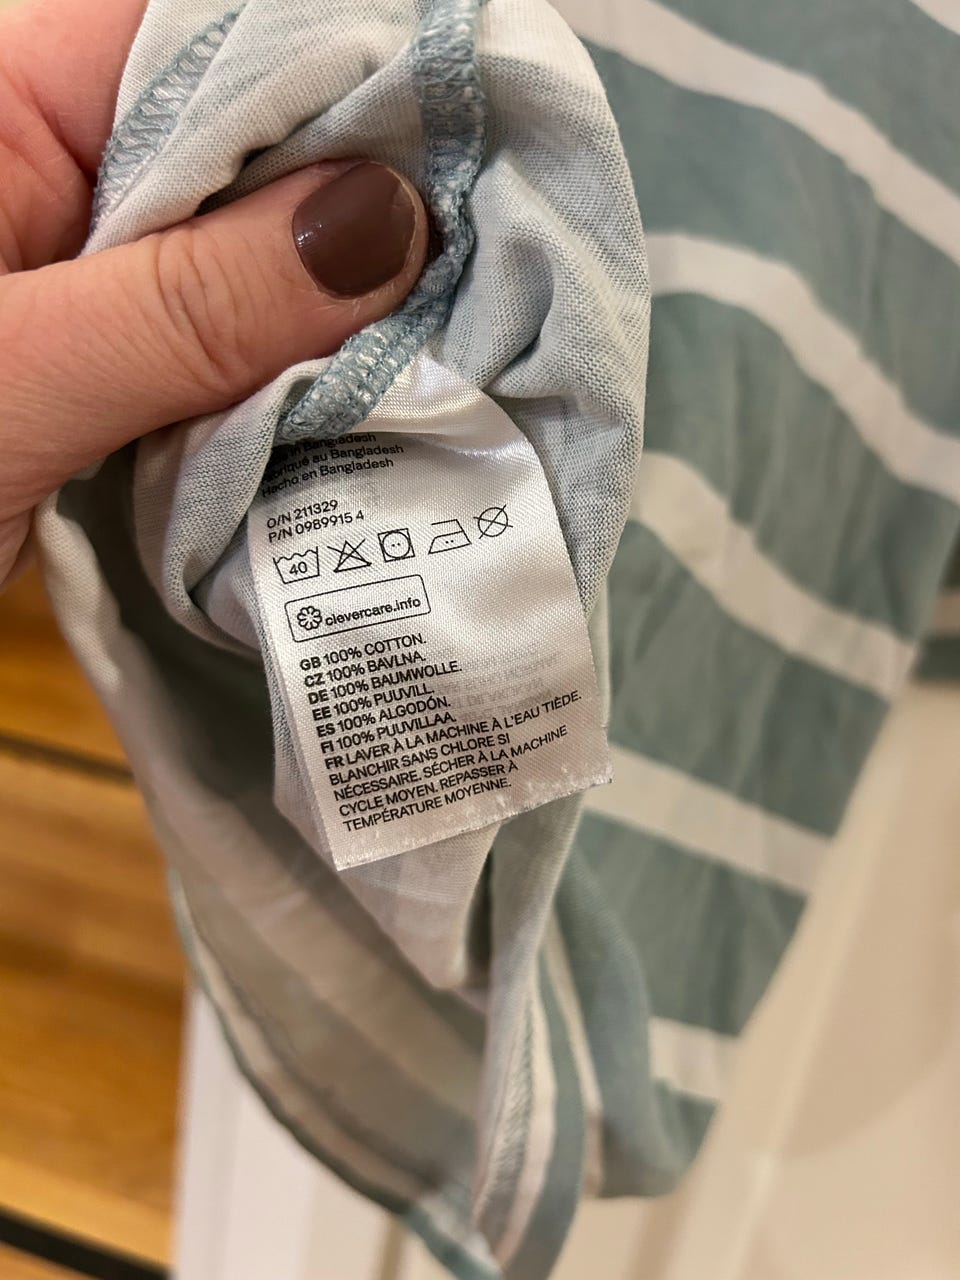 in Bangladesh
Fabriqué au Bangladesh
Hecho en Bangladesh
O/N 211329
P/N 0989915 4
40
clevercare.info
GB 100% COTTON.
CZ 100% BAVLNA.
DE 100% BAUMWOLLE.
EE 100% PUUVILL.
ES 100% ALGODÓN.
FI 100% PUUVILLAA.
FR LAVER À LA MACHINE À L'EAU TIÈDE.
BLANCHIR SANS CHLORE SI
NÉCESSAIRE. SÉCHER À LA MACHINE
CYCLE MOYEN. REPASSER À
TEMPÉRATURE MOYENNE.